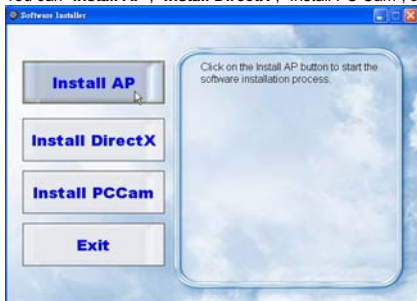 Software Installer
Install AP
Click on the Install AP button to start the
software installation process.
Install DirectX
Install PCCam
Exit